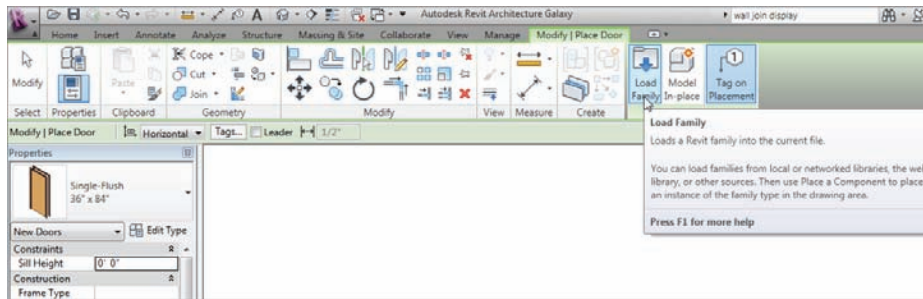 Autodesk Revit Architecture Galaxy
wall join display
Home Insert Annotate Analyze Structure Massing & Site Collaborate View Manage Modify | Place Door
Modify
Paste
Cope
Cut
Join
Load Family
Model In-place
1
Tag on Placement
Select Properties Clipboard Geometry Modify View Measure Create
Modify | Place Door Horizontal Tags... Leader 1/2"
Load Family
Loads a Revit family into the current file.
You can load families from local or networked libraries, the web
library, or other sources. Then use Place a Component to place
an instance of the family type in the drawing area.
Press F1 for more help
Properties
Single-Flush
36" x 84"
New Doors Edit Type
Constraints
Sill Height 0' 0"
Construction
Frame Type